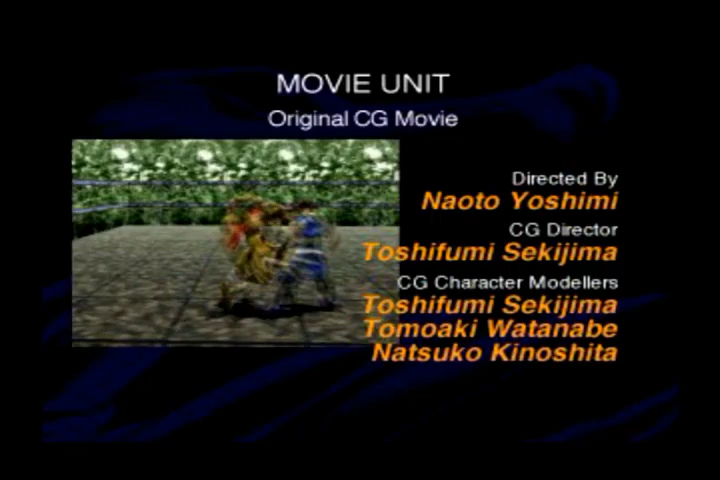 MOVIE UNIT
Original CG Movie
Directed By
Naoto Yoshimi
CG Director
Toshifumi Sekijima
CG Character Modellers
Toshifumi Sekijima
Tomoaki Watanabe
Natsuko Kinoshita